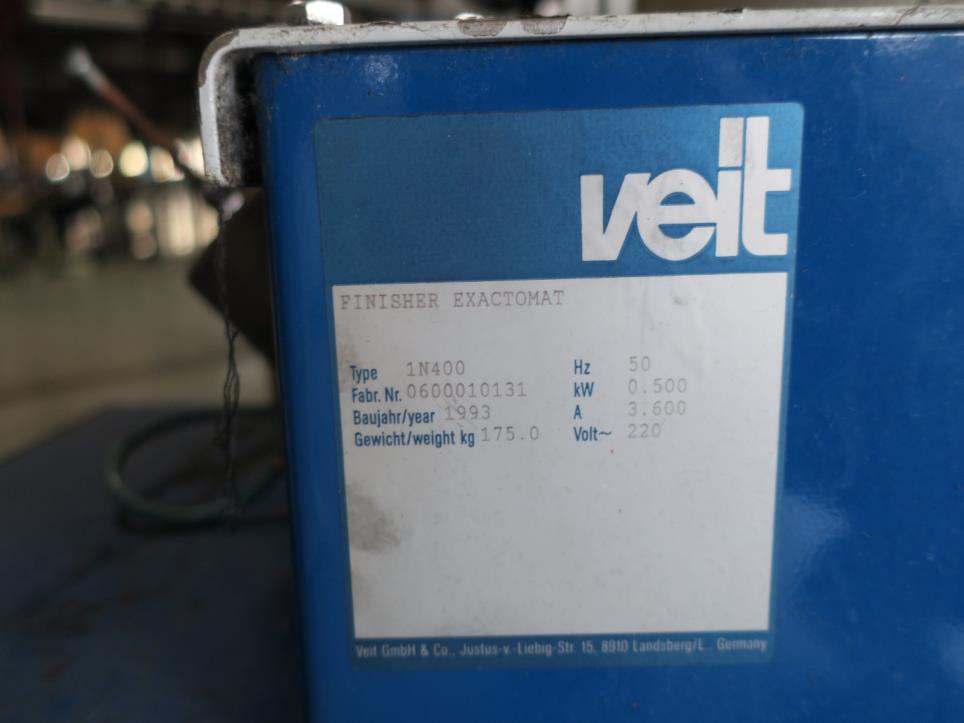 veit
FINISHER EXACTOMAT
Type 1N400 Hz 50
Fabr. Nr. 0600010131 kW 0.500
Baujahr/year 1993 A 3.600
Gewicht/weight kg 175.0 Volt~ 220
Veit GmbH & Co., Justus-v.-Liebig-Str. 15, 8910 Landsberg/L., Germany